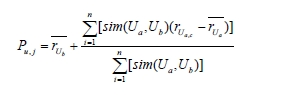 $P_{u,j} = \overline{r_{U_b}} + \dfrac{\sum_{i=1}^{n} [sim(U_a, U_b)(r_{U_{a,c}} - \overline{r_{U_a}})]}{\sum_{i=1}^{n} [sim(U_a, U_b)]}$